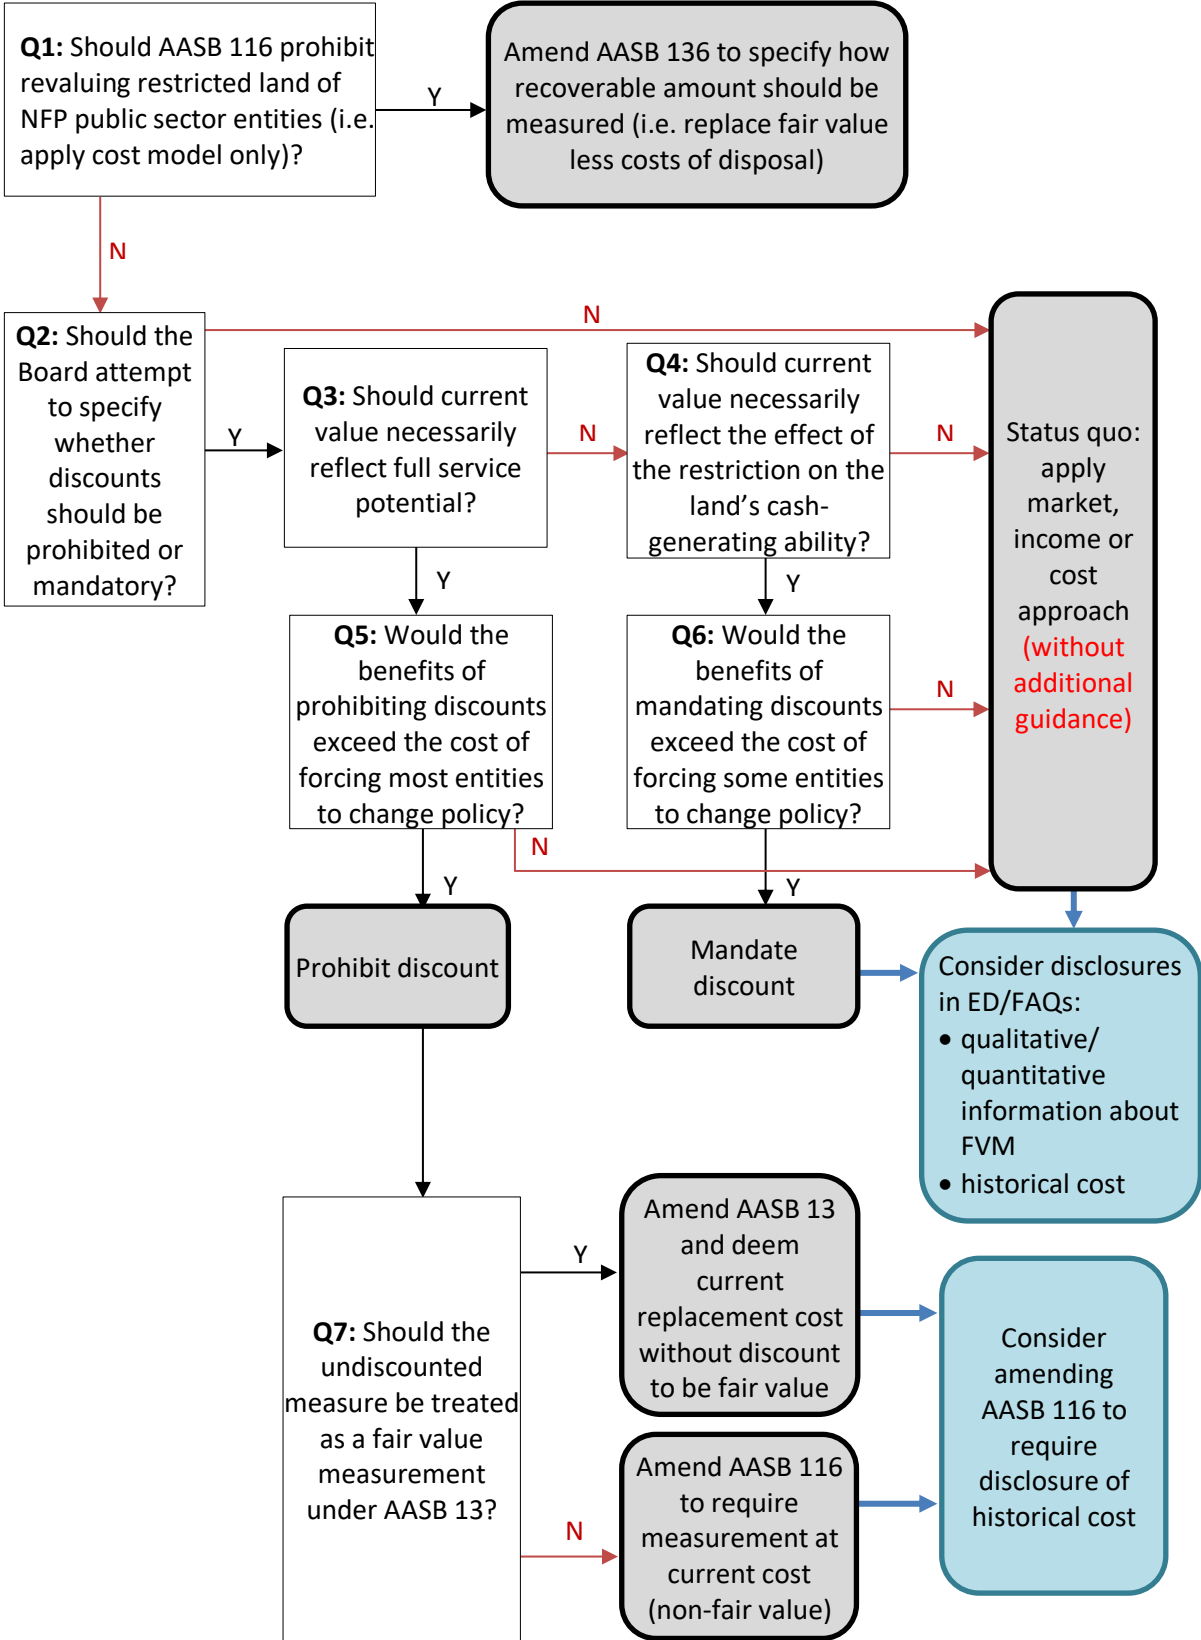 Q1: Should AASB 116 prohibit
revaluing restricted land of
NFP public sector entities (i.e.
apply cost model only)?
Y
Amend AASB 136 to specify how
recoverable amount should be
measured (i.e. replace fair value
less costs of disposal)
N
Q2: Should the
Board attempt
to specify
whether
discounts
should be
prohibited or
mandatory?
N
Y
Q3: Should current
value necessarily
reflect full service
potential?
N
Q4: Should current
value necessarily
reflect the effect of
the restriction on the
land’s cash-
generating ability?
N
Status quo:
apply
market,
income or
cost
approach
(without
additional
guidance)
Y
Y
Q5: Would the
benefits of
prohibiting discounts
exceed the cost of
forcing most entities
to change policy?
Q6: Would the
benefits of
mandating discounts
exceed the cost of
forcing some entities
to change policy?
N
N
Y
Y
Prohibit discount
Mandate
discount
Consider disclosures
in ED/FAQs:
• qualitative/
quantitative
information about
FVM
• historical cost
Q7: Should the
undiscounted
measure be treated
as a fair value
measurement
under AASB 13?
Y
Amend AASB 13
and deem
current
replacement cost
without discount
to be fair value
N
Amend AASB 116
to require
measurement at
current cost
(non-fair value)
Consider
amending
AASB 116 to
require
disclosure of
historical cost